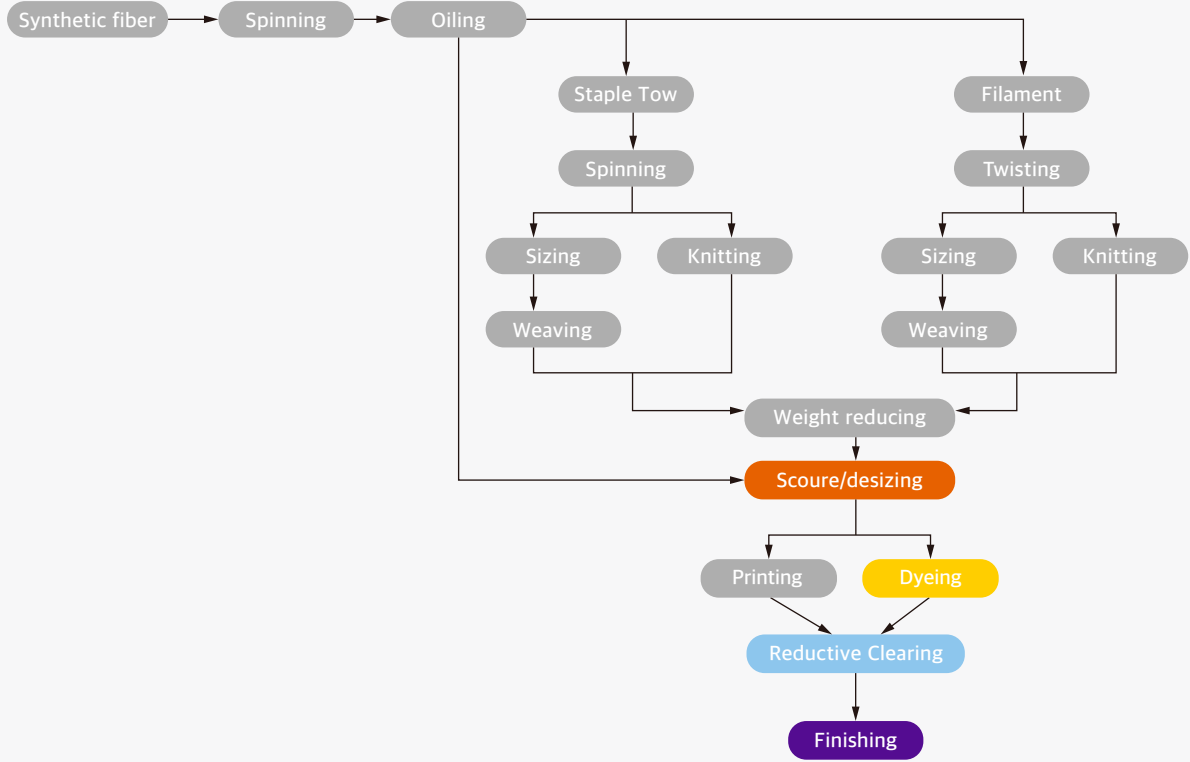 Synthetic fiber
Spinning
Oiling
Staple Tow
Filament
Spinning
Twisting
Sizing
Knitting
Sizing
Knitting
Weaving
Weaving
Weight reducing
Scoure/desizing
Printing
Dyeing
Reductive Clearing
Finishing